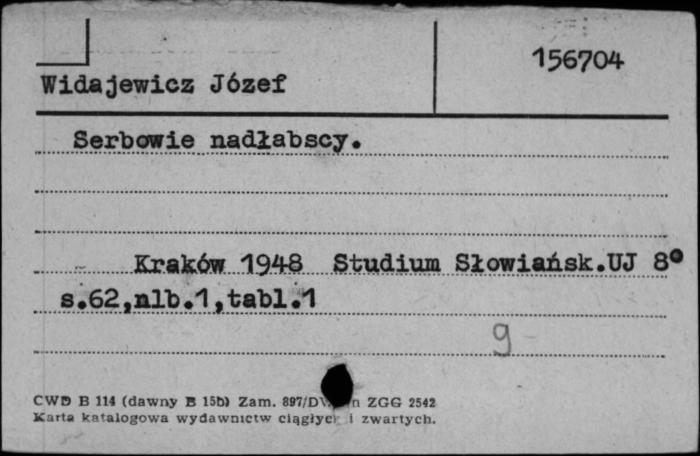 156704
Widajewicz Józef
Serbowie nadłabscy.
Kraków 1948 Studium Słowiańsk.UJ 8°
s.62,nlb.1,tabl.1
9-
CWD B 114 (dawny B 15b) Zam. 897/D ZGG 2542
Karta katalogowa wydawnictw ciągłych i zwartych.